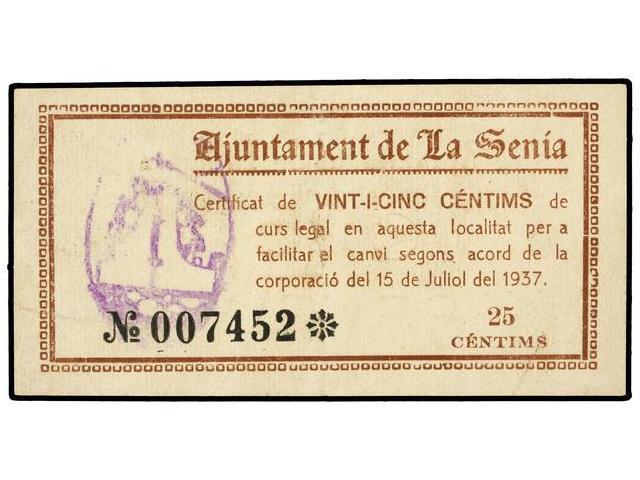 Ajuntament de La Senia
Certificat de VINT-I-CINC CÉNTIMS de
curs legal en aquesta localitat per a
facilitar el canvi segons acord de la
corporació del 15 de Juliol del 1937.
№ 007452
25
CÉNTIMS